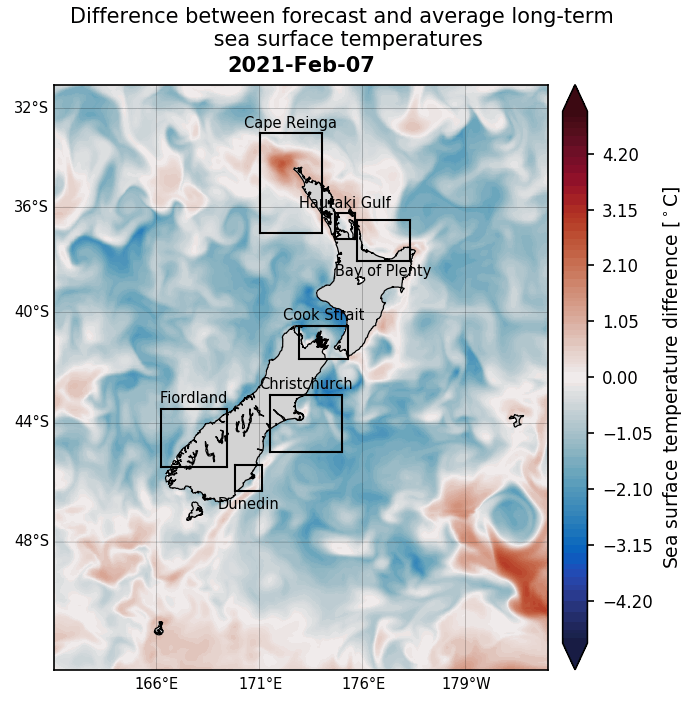 Difference between forecast and average long-term
sea surface temperatures
2021-Feb-07
32°S
36°S
40°S
44°S
48°S
Cape Reinga
Hauraki Gulf
Bay of Plenty
Cook Strait
Christchurch
Fiordland
Dunedin
166°E
171°E
176°E
179°W
4.20
3.15
2.10
1.05
0.00
−1.05
−2.10
−3.15
−4.20
Sea surface temperature difference [°C]